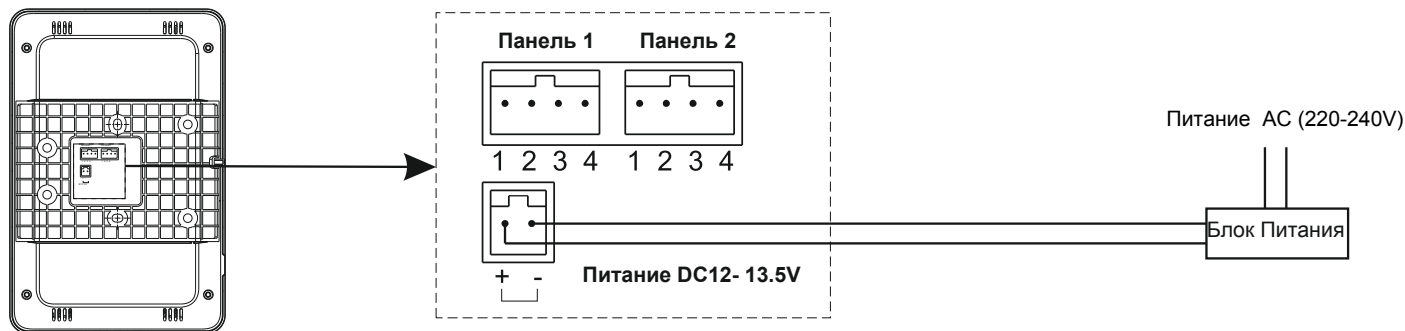 Панель 1 Панель 2
1 2 3 4 1 2 3 4
Питание AC (220-240V)
Блок Питания
+ - Питание DC12- 13.5V